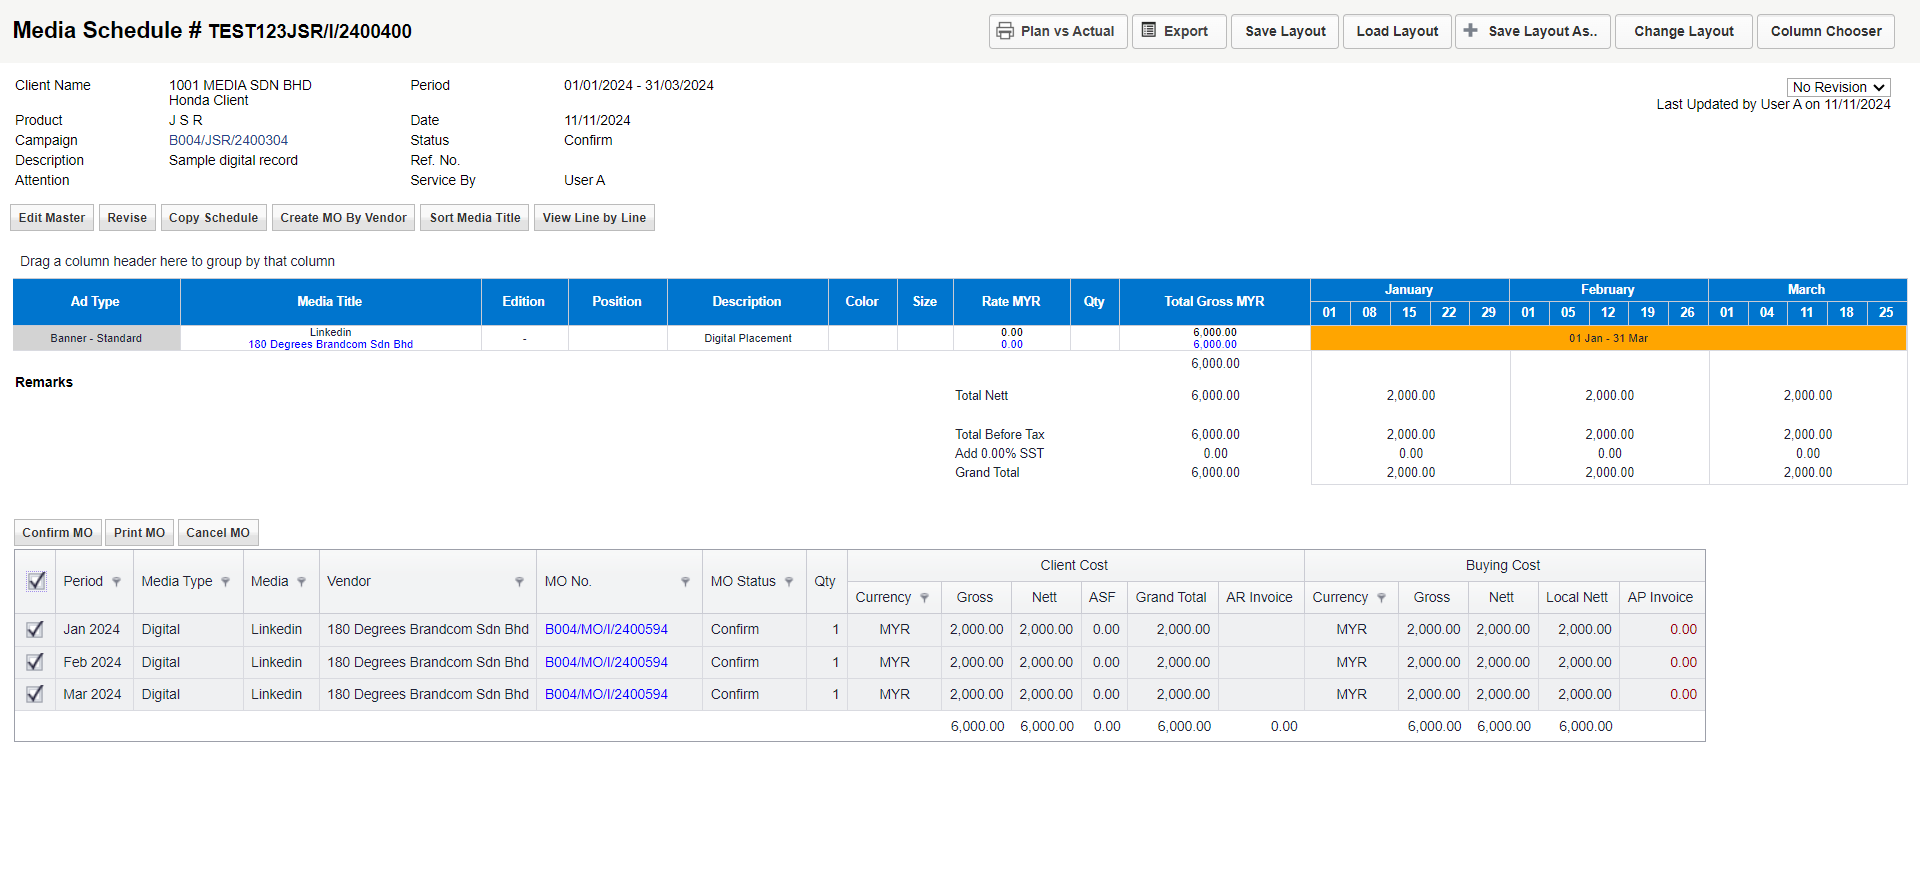 Media Schedule # TEST123JSR/I/2400400
Plan vs Actual
Export
Save Layout
Load Layout
Save Layout As..
Change Layout
Column Chooser
Client Name 1001 MEDIA SDN BHD Period 01/01/2024 - 31/03/2024 No Revision
Honda Client
Last Updated by User A on 11/11/2024
Product J S R Date 11/11/2024
Campaign B004/JSR/2400304 Status Confirm
Description Sample digital record Ref. No.
Attention Service By User A
Edit Master Revise Copy Schedule Create MO By Vendor Sort Media Title View Line by Line
Drag a column header here to group by that column
January February March
Ad Type Media Title Edition Position Description Color Size Rate MYR Qty Total Gross MYR
01 08 15 22 29 01 05 12 19 26 01 04 11 18 25
Linkedin 0.00 6,000.00
Banner - Standard - Digital Placement 01 Jan - 31 Mar
180 Degrees Brandcom Sdn Bhd 0.00 6,000.00
6,000.00
Remarks
Total Nett 6,000.00 2,000.00 2,000.00 2,000.00
Total Before Tax 6,000.00 2,000.00 2,000.00 2,000.00
Add 0.00% SST 0.00 0.00 0.00 0.00
Grand Total 6,000.00 2,000.00 2,000.00 2,000.00
Confirm MO Print MO Cancel MO
Client Cost Buying Cost
Period Media Type Media Vendor MO No. MO Status Qty
Currency Gross Nett ASF Grand Total AR Invoice Currency Gross Nett Local Nett AP Invoice
Jan 2024 Digital Linkedin 180 Degrees Brandcom Sdn Bhd B004/MO/I/2400594 Confirm 1 MYR 2,000.00 2,000.00 0.00 2,000.00 MYR 2,000.00 2,000.00 2,000.00 0.00
Feb 2024 Digital Linkedin 180 Degrees Brandcom Sdn Bhd B004/MO/I/2400594 Confirm 1 MYR 2,000.00 2,000.00 0.00 2,000.00 MYR 2,000.00 2,000.00 2,000.00 0.00
Mar 2024 Digital Linkedin 180 Degrees Brandcom Sdn Bhd B004/MO/I/2400594 Confirm 1 MYR 2,000.00 2,000.00 0.00 2,000.00 MYR 2,000.00 2,000.00 2,000.00 0.00
6,000.00 6,000.00 0.00 6,000.00 0.00 6,000.00 6,000.00 6,000.00